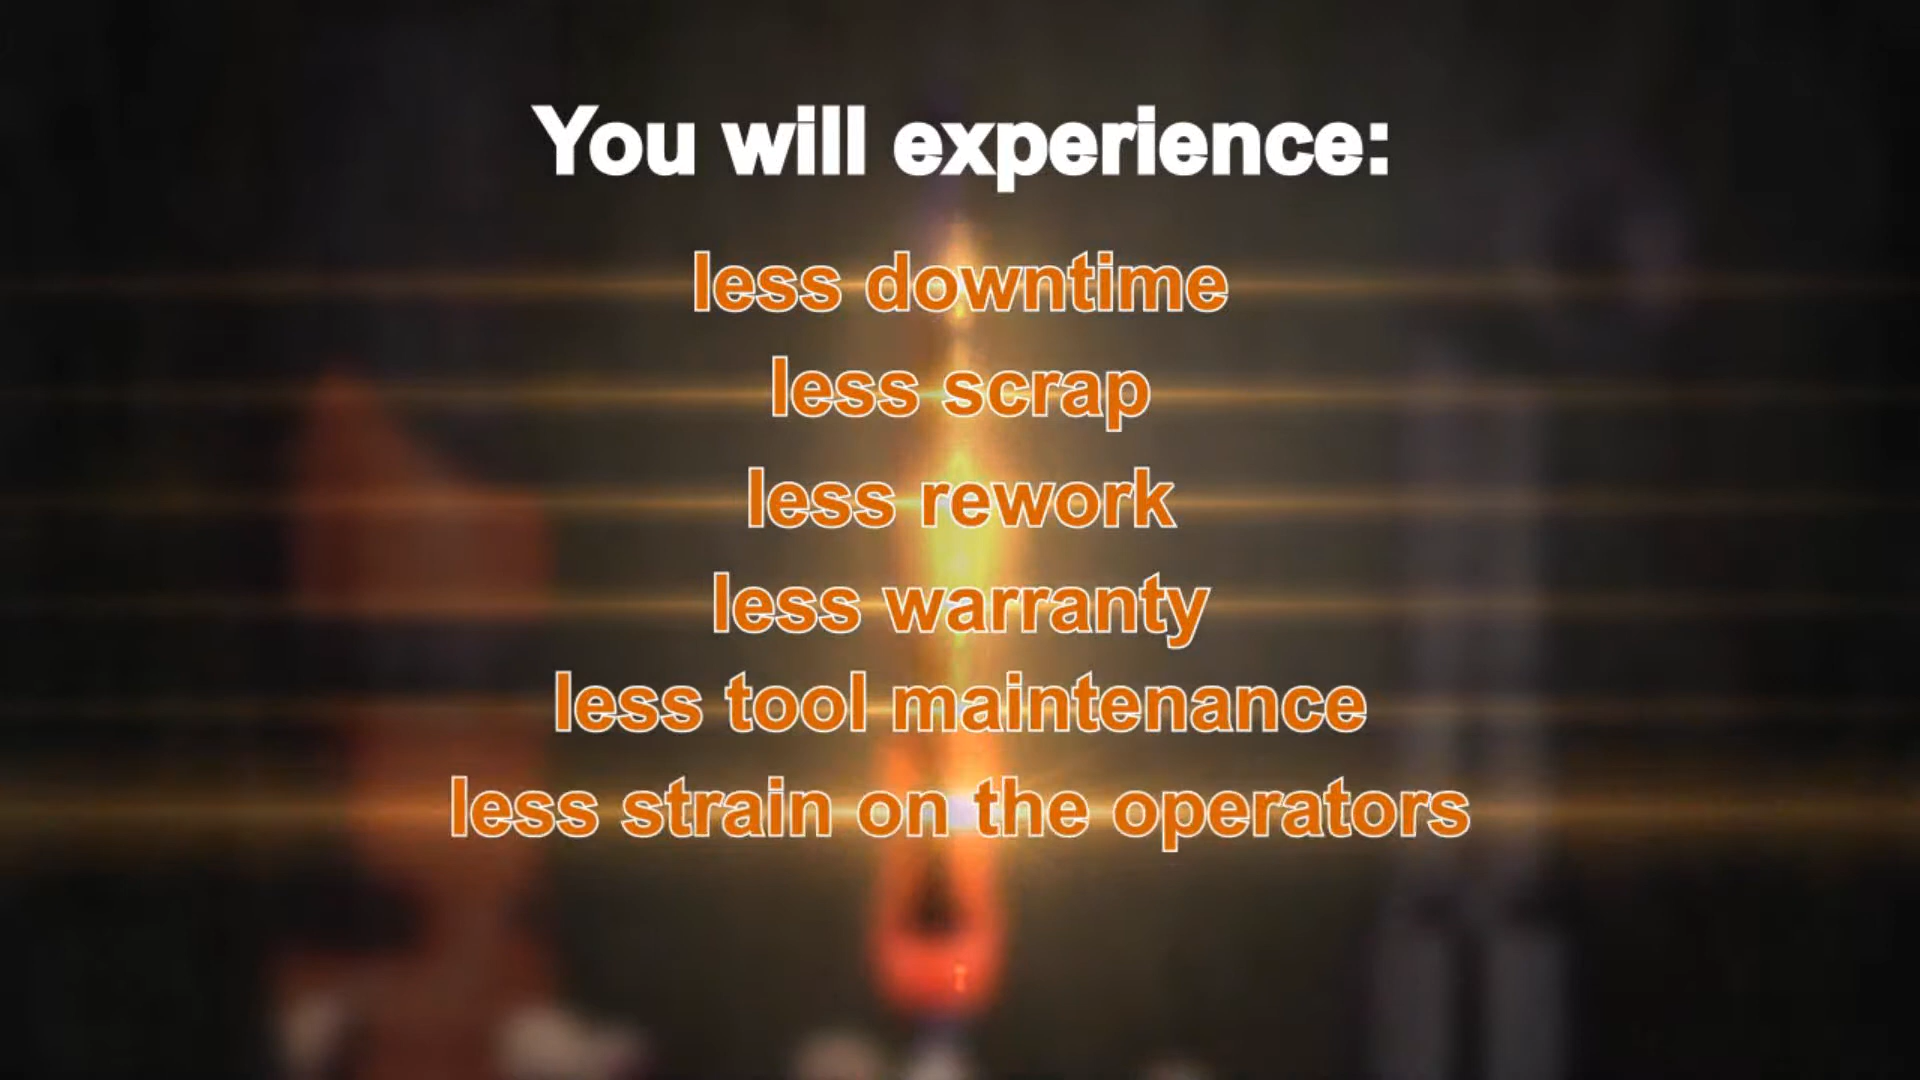 You will experience:
less downtime
less scrap
less rework
less warranty
less tool maintenance
less strain on the operators